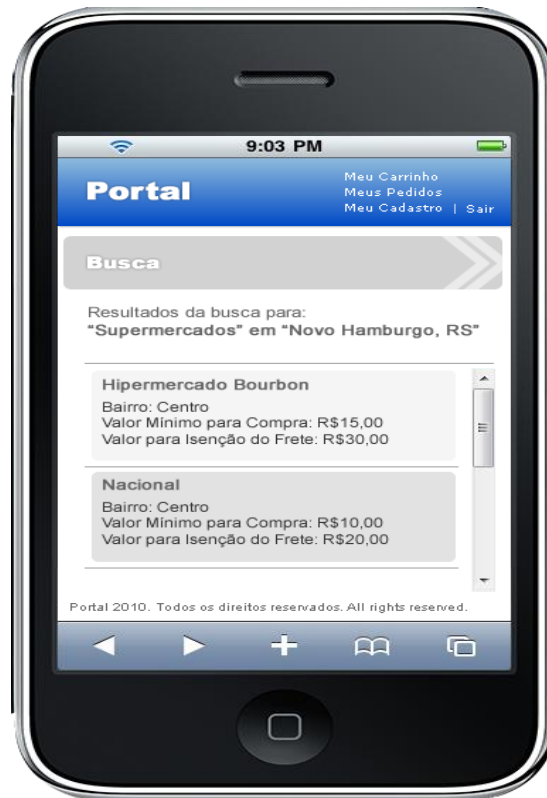 9:03 PM
Portal
Meu Carrinho
Meus Pedidos
Meu Cadastro | Sair
Busca
Resultados da busca para:
“Supermercados” em “Novo Hamburgo, RS”
Hipermercado Bourbon
Bairro: Centro
Valor Mínimo para Compra: R$15,00
Valor para Isenção do Frete: R$30,00
Nacional
Bairro: Centro
Valor Mínimo para Compra: R$10,00
Valor para Isenção do Frete: R$20,00
Portal 2010. Todos os direitos reservados. All rights reserved.